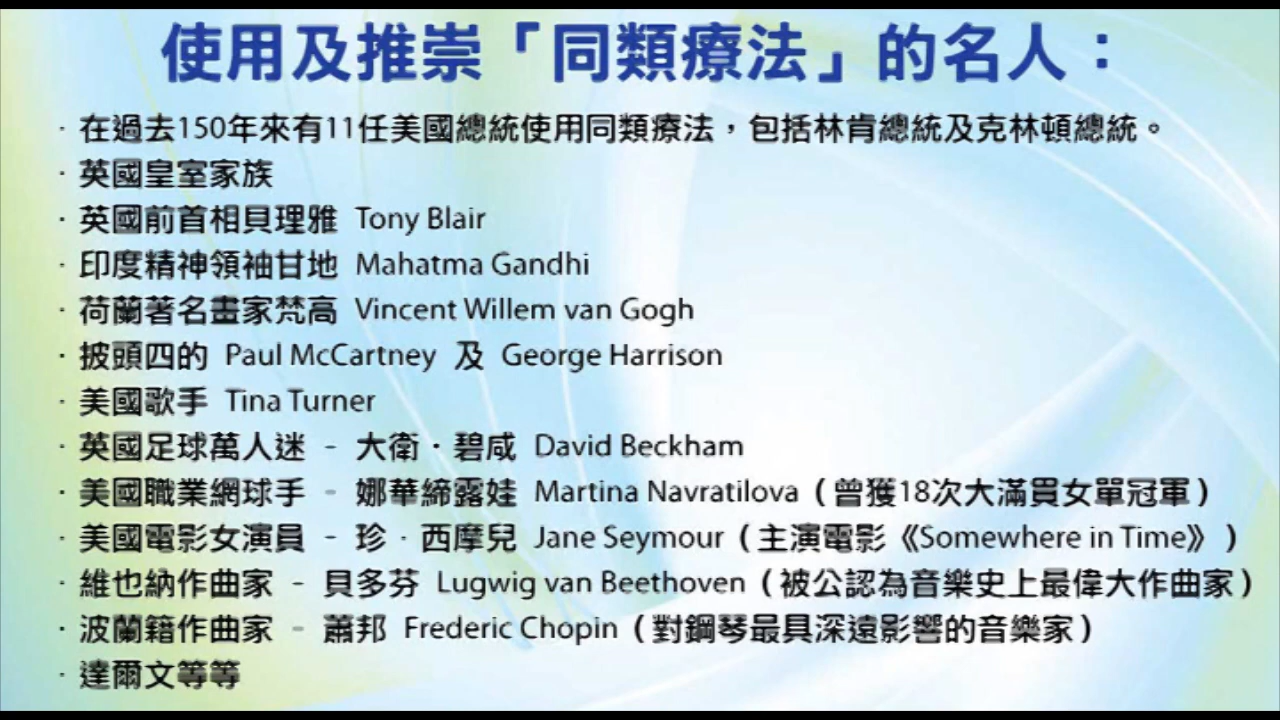 使用及推崇「同類療法」的名人：
· 在過去150年來有11任美國總統使用同類療法，包括林肯總統及克林頓總統。
· 英國皇室家族
· 英國前首相貝理雅 Tony Blair
· 印度精神領袖甘地 Mahatma Gandhi
· 荷蘭著名畫家梵高 Vincent Willem van Gogh
· 披頭四的 Paul McCartney 及 George Harrison
· 美國歌手 Tina Turner
· 英國足球萬人迷 - 大衛·碧咸 David Beckham
· 美國職業網球手 - 娜華締露娃 Martina Navratilova（曾獲18次大滿貫女單冠軍）
· 美國電影女演員 - 珍·西摩兒 Jane Seymour（主演電影《Somewhere in Time》）
· 維也納作曲家 - 貝多芬 Lugwig van Beethoven（被公認為音樂史上最偉大作曲家）
· 波蘭籍作曲家 - 蕭邦 Frederic Chopin（對鋼琴最具深遠影響的音樂家）
· 達爾文等等